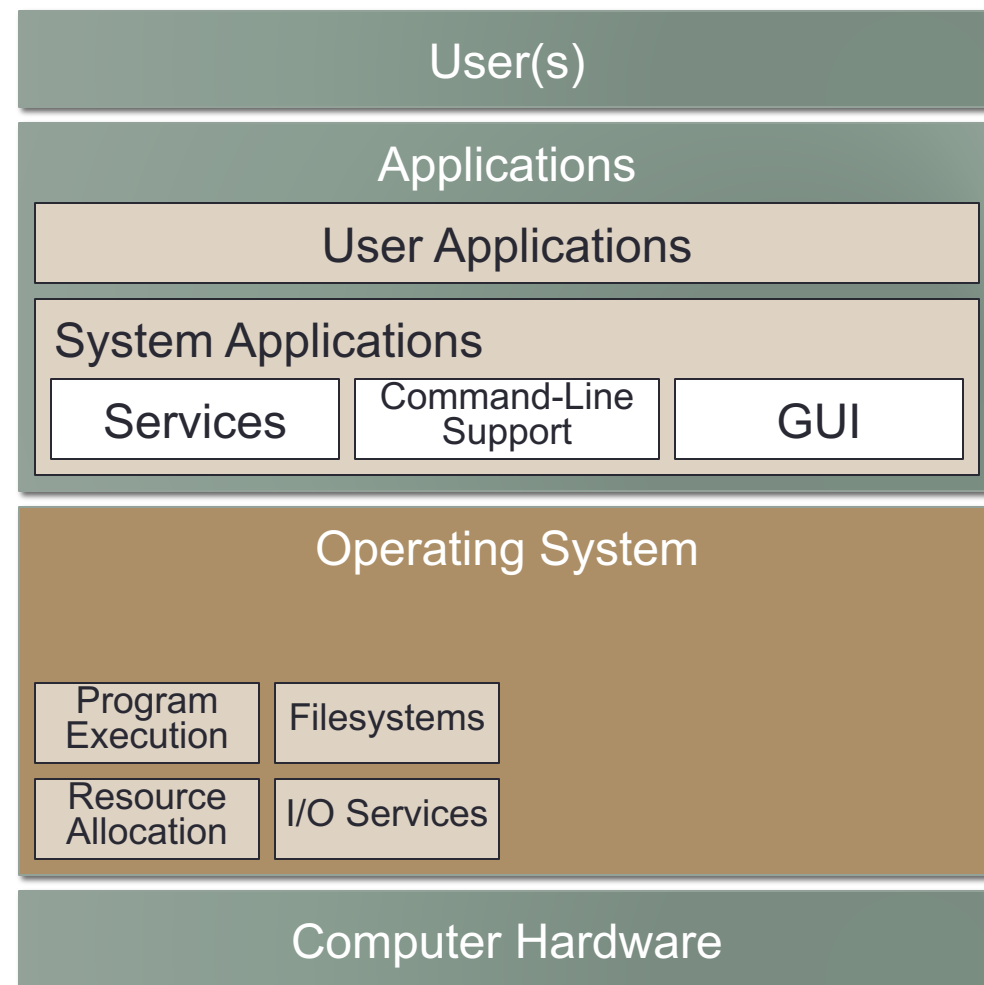 User(s)
Applications
User Applications
System Applications
Services
Command-Line
Support
GUI
Operating System
Program
Execution
Filesystems
Resource
Allocation
I/O Services
Computer Hardware